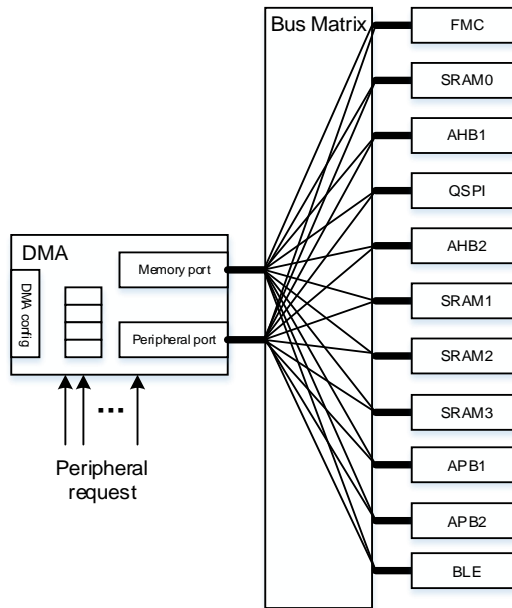 Bus Matrix
FMC
SRAM0
AHB1
QSPI
AHB2
SRAM1
SRAM2
SRAM3
APB1
APB2
BLE
DMA
DMA config
Memory port
Peripheral port
...
Peripheral
request